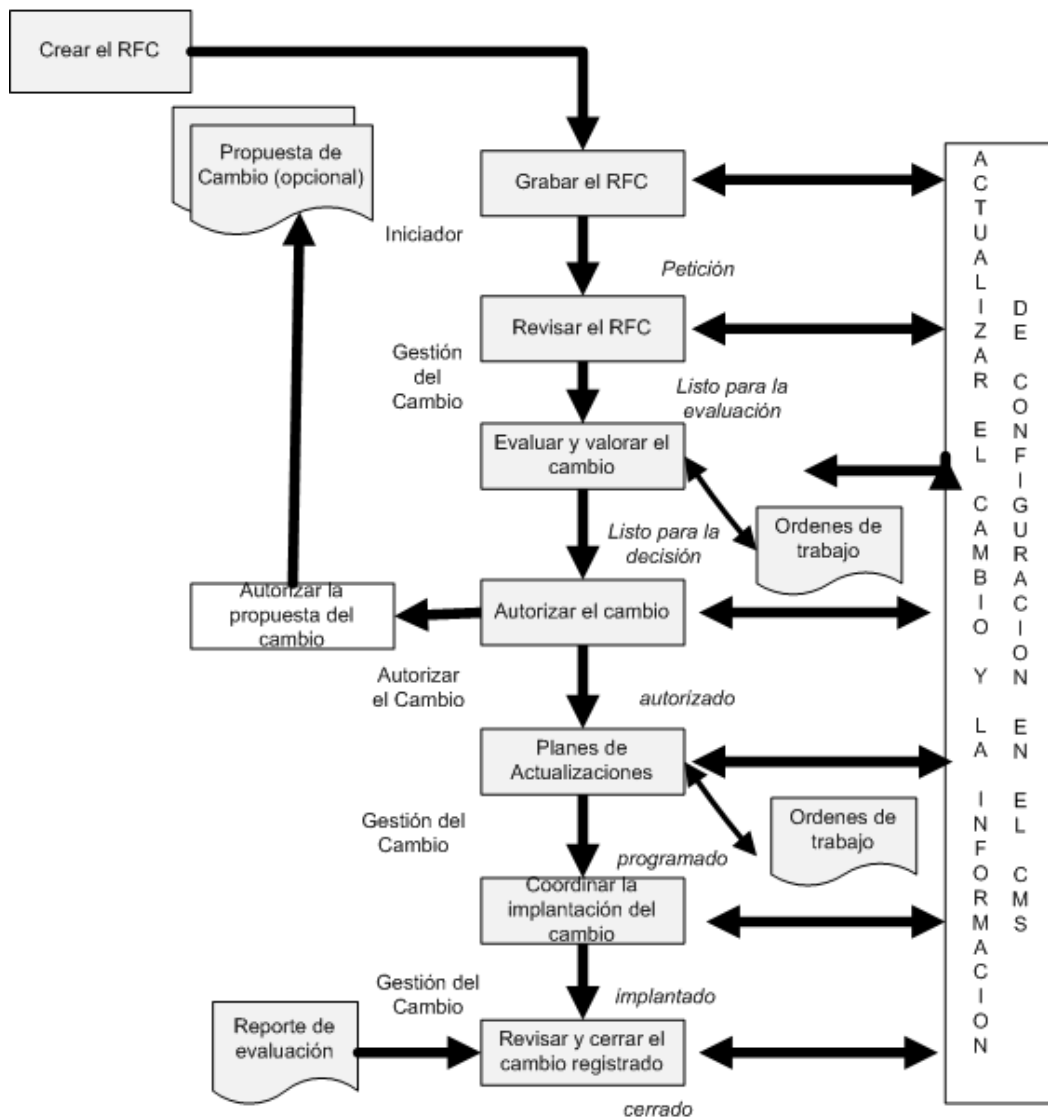 Crear el RFC
Propuesta de
Cambio (opcional)
Grabar el RFC
Iniciador
Petición
Revisar el RFC
Gestión
del
Cambio
Listo para la
evaluación
Evaluar y valorar el
cambio
Listo para la
decisión
Ordenes de
trabajo
Autorizar la
propuesta del
cambio
Autorizar el cambio
Autorizar
el Cambio
autorizado
Planes de
Actualizaciones
Gestión del
Cambio
programado
Ordenes de
trabajo
Coordinar la
implantación del
cambio
Gestión del
Cambio
implantado
Reporte de
evaluación
Revisar y cerrar el
cambio registrado
cerrado
ACTUALIZAR EL CAMBIO Y LA INFORMACION
DE CONFIGURACION EN EL CMS